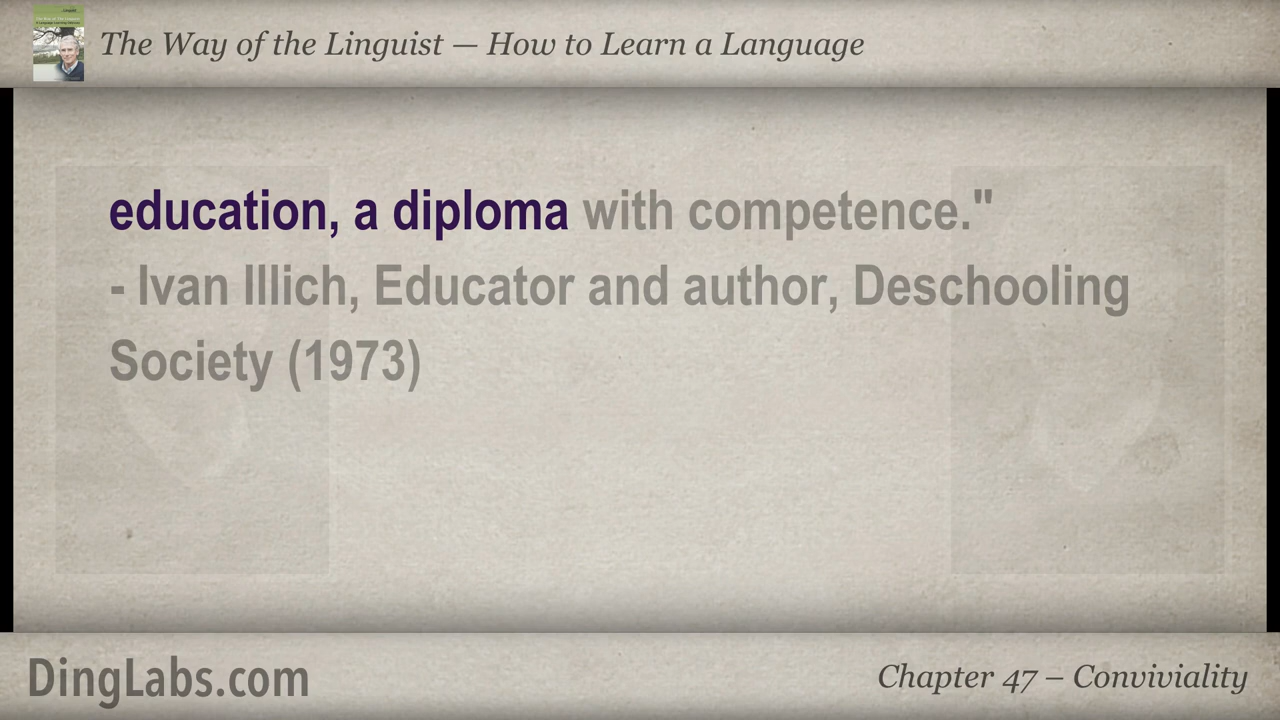 The Way of the Linguist — How to Learn a Language
education, a diploma with competence."
- Ivan Illich, Educator and author, Deschooling
Society (1973)
DingLabs.com
Chapter 47 – Conviviality